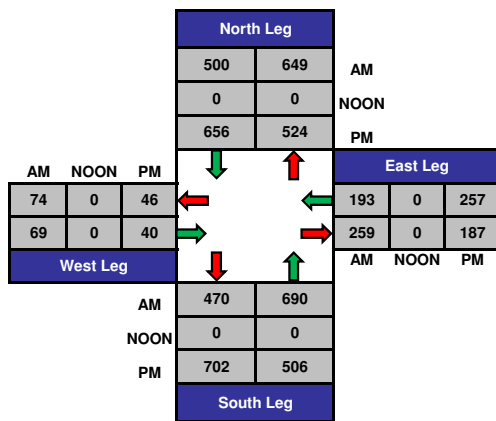 North Leg
500 649 AM
0 0 NOON
656 524 PM
AM NOON PM East Leg
74 0 46 193 0 257
69 0 40 259 0 187
West Leg AM NOON PM
AM 470 690
NOON 0 0
PM 702 506
South Leg